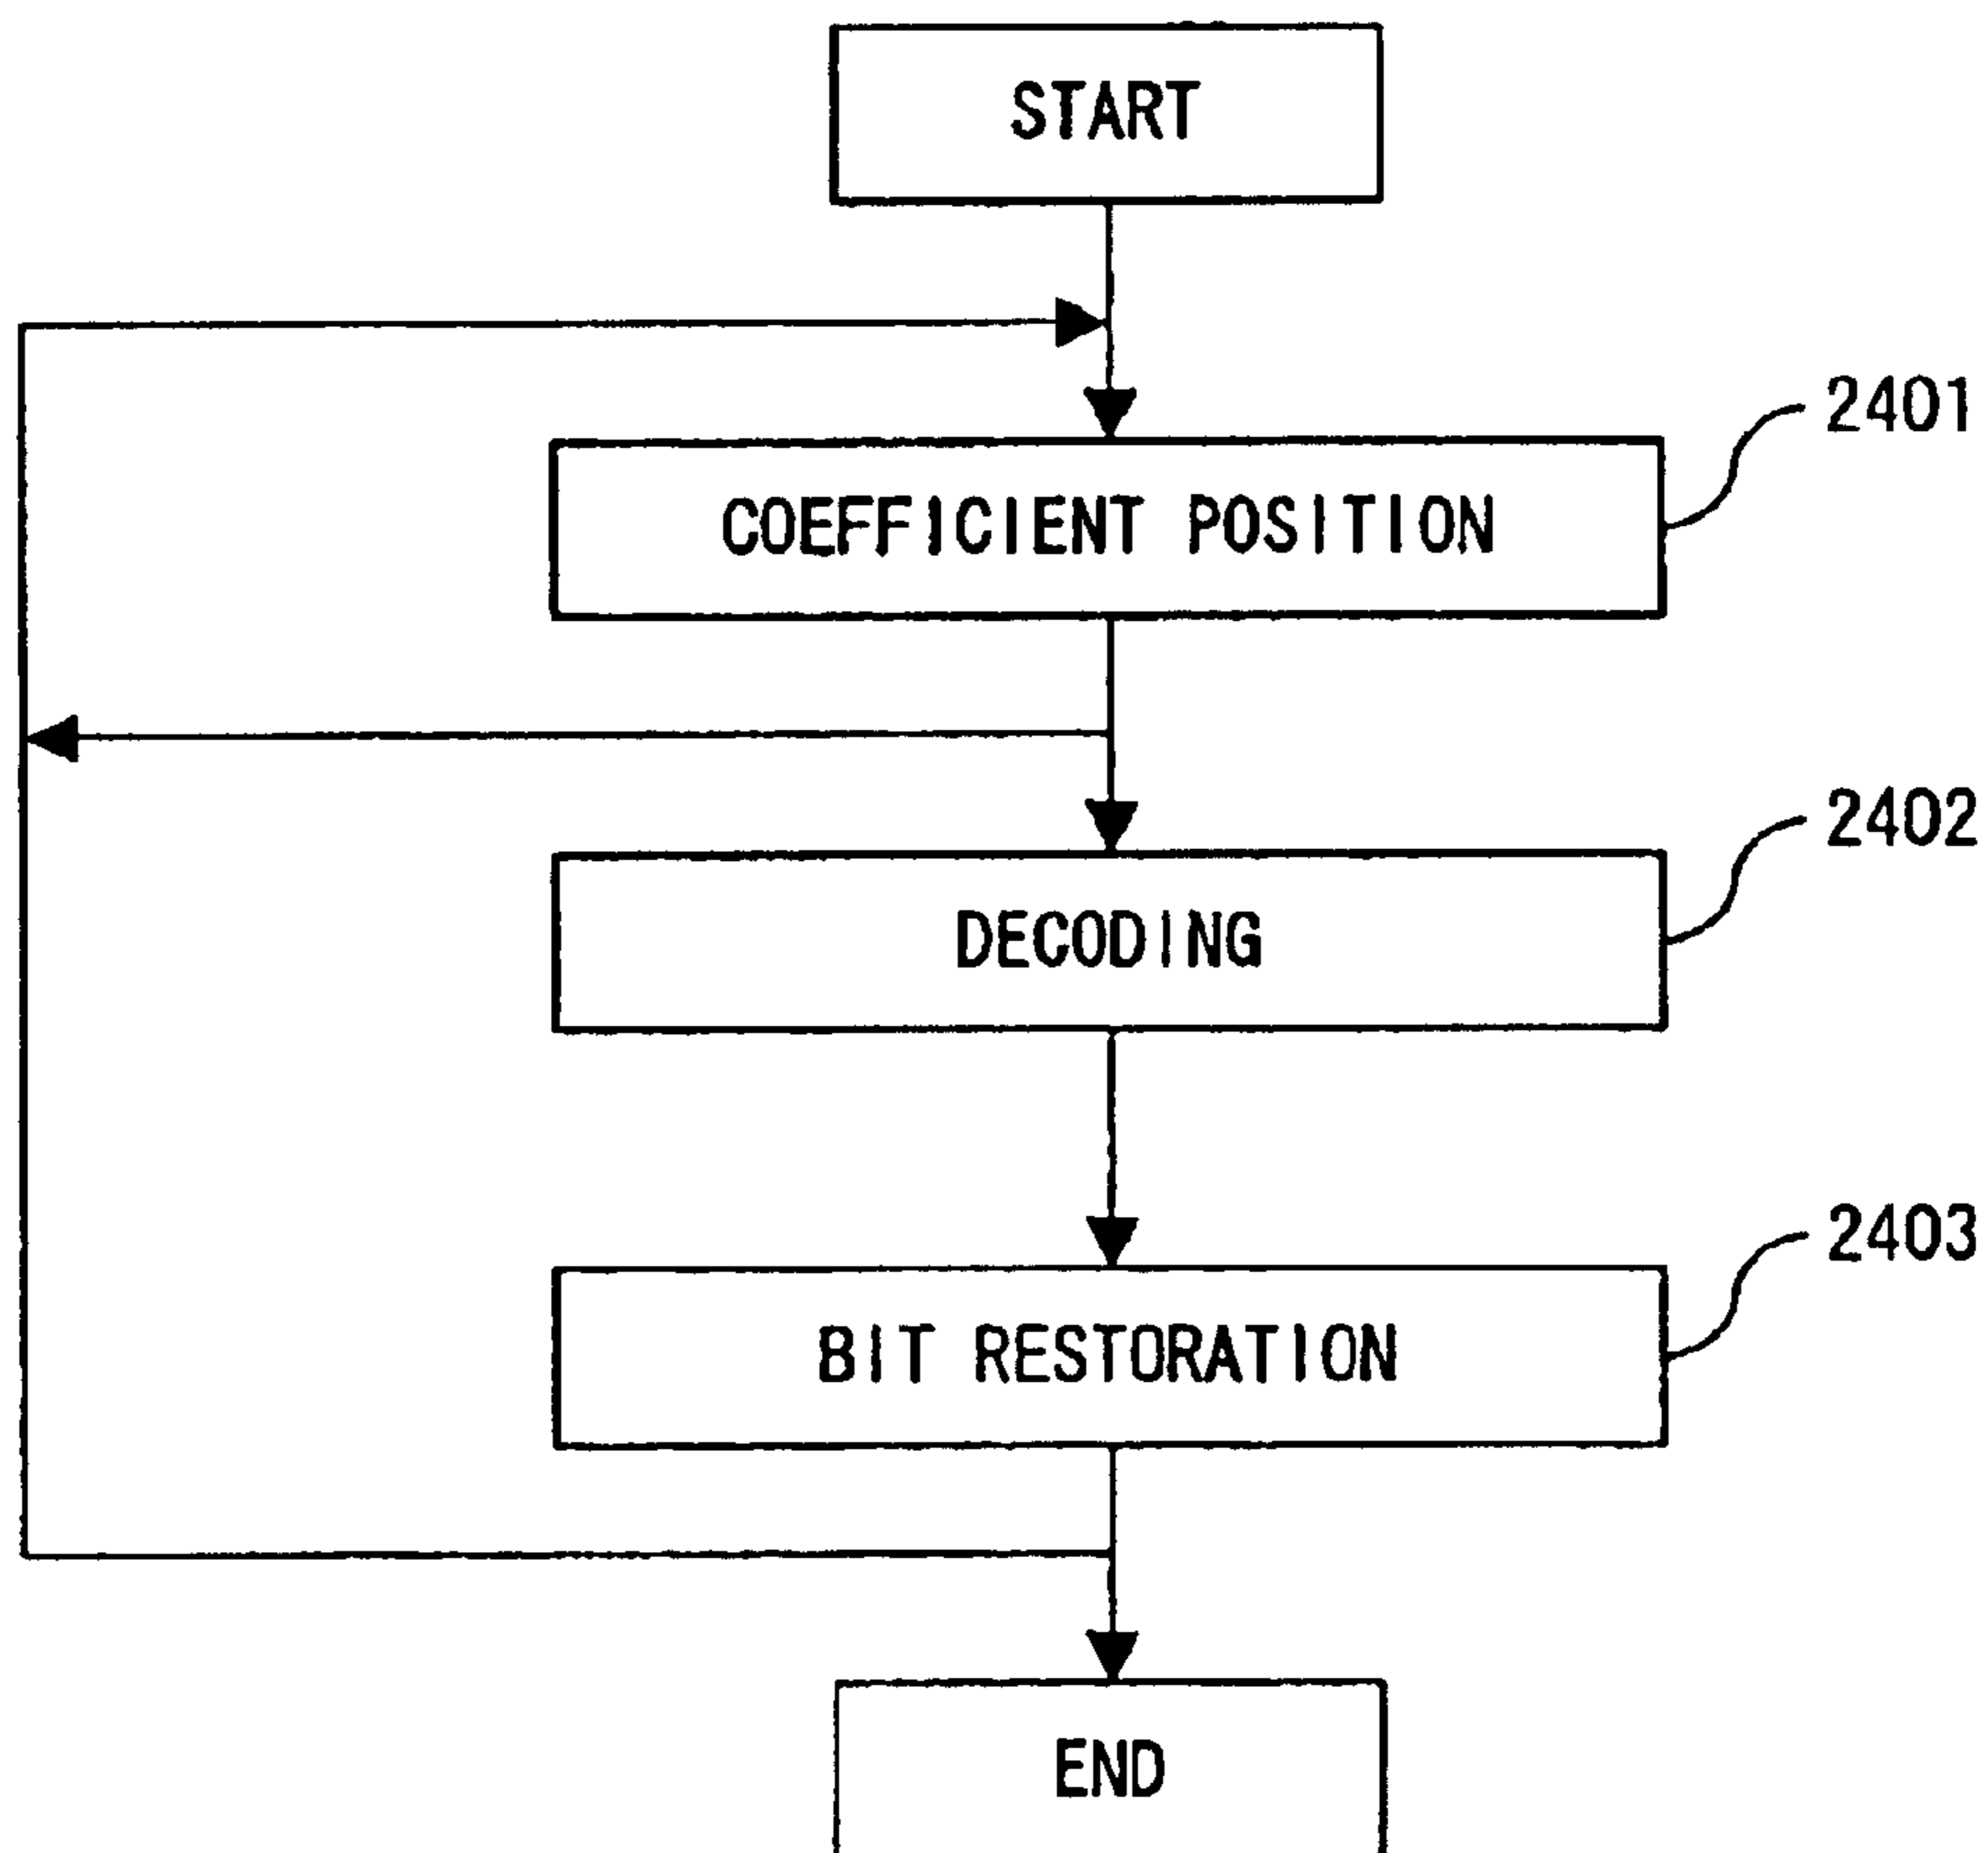 START
2401
COEFFICIENT POSITION
2402
DECODING
2403
BIT RESTORATION
END